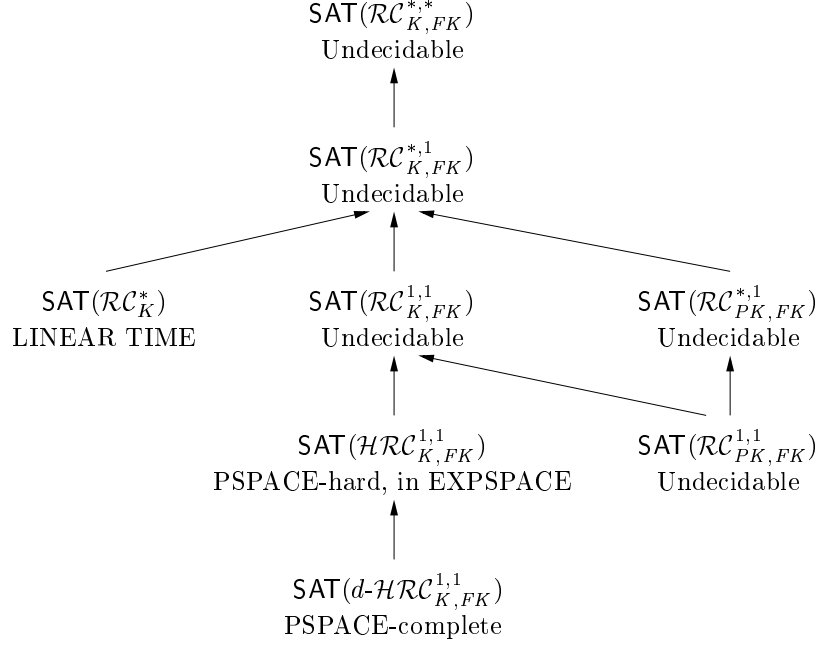 SAT(RC^{*,*}_{K,FK})
Undecidable
SAT(RC^{*,1}_{K,FK})
Undecidable
SAT(RC^{*}_{K})
LINEAR TIME
SAT(RC^{1,1}_{K,FK})
Undecidable
SAT(RC^{*,1}_{PK,FK})
Undecidable
SAT(HRC^{1,1}_{K,FK})
PSPACE-hard, in EXPSPACE
SAT(RC^{1,1}_{PK,FK})
Undecidable
SAT(d-HRC^{1,1}_{K,FK})
PSPACE-complete